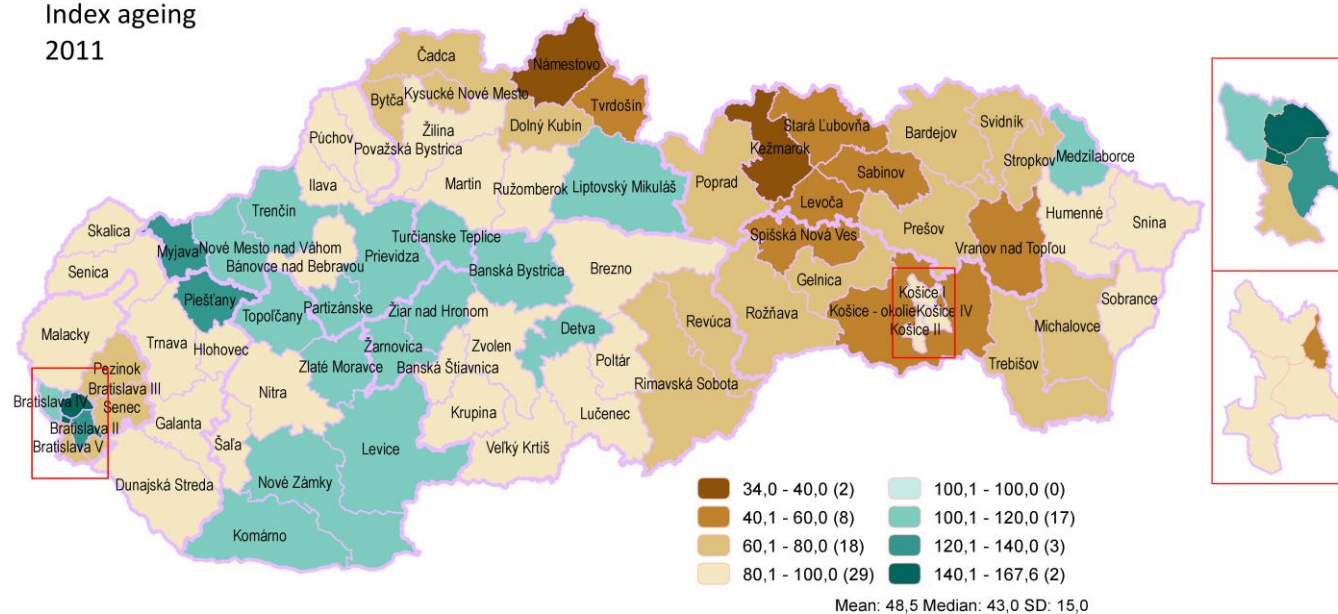 Index ageing
2011
Čadca
Námestovo
Bytča
Kysucké Nové Mesto
Tvrdošín
Dolný Kubín
Púchov
Žilina
Považská Bystrica
Ilava
Martin
Ružomberok
Liptovský Mikuláš
Poprad
Kežmarok
Stará Ľubovňa
Sabinov
Levoča
Bardejov
Svidník
Stropkov
Medzilaborce
Humenné
Snina
Prešov
Vranov nad Topľou
Spišská Nová Ves
Gelnica
Skalica
Senica
Myjava
Trenčín
Nové Mesto nad Váhom
Bánovce nad Bebravou
Prievidza
Turčianske Teplice
Banská Bystrica
Brezno
Piešťany
Topoľčany
Partizánske
Žiar nad Hronom
Detva
Malacky
Trnava
Hlohovec
Zlaté Moravce
Žarnovica
Zvolen
Banská Štiavnica
Poltár
Revúca
Rožňava
Rimavská Sobota
Košice - okolie
Košice I
Košice IV
Košice II
Michalovce
Sobrance
Trebišov
Pezinok
Bratislava III
Senec
Bratislava IV
Bratislava II
Bratislava V
Galanta
Nitra
Šaľa
Dunajská Streda
Nové Zámky
Levice
Krupina
Lučenec
Veľký Krtíš
Komárno
34,0 - 40,0 (2)
40,1 - 60,0 (8)
60,1 - 80,0 (18)
80,1 - 100,0 (29)
100,1 - 100,0 (0)
100,1 - 120,0 (17)
120,1 - 140,0 (3)
140,1 - 167,6 (2)
Mean: 48,5 Median: 43,0 SD: 15,0